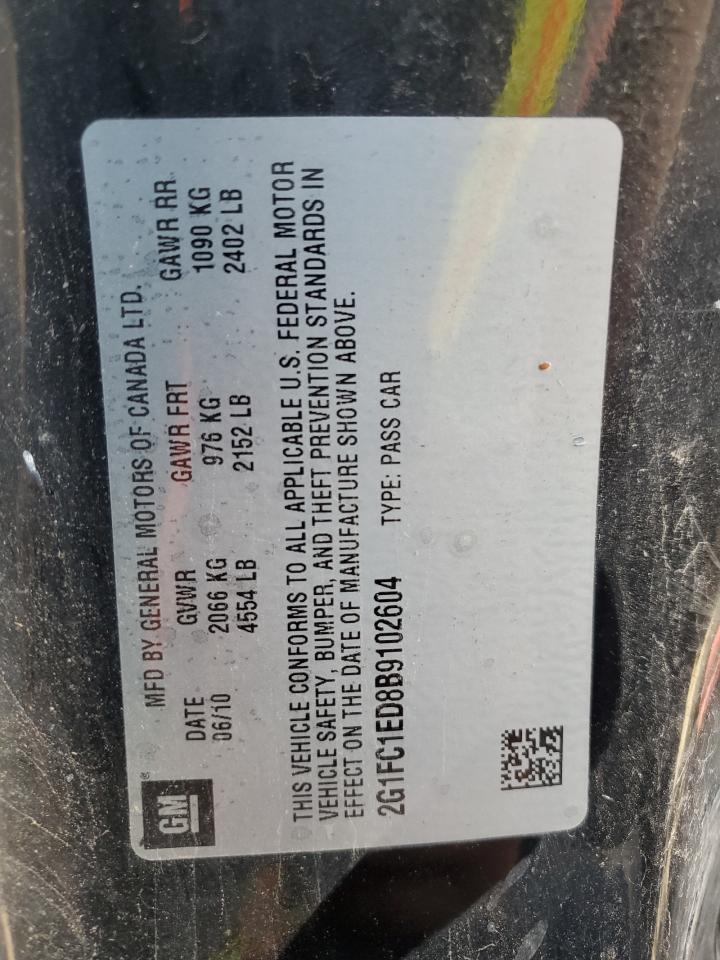 GM® MFD BY GENERAL MOTORS OF CANADA LTD.
DATE GVWR GAWR FRT GAWR RR
06/10 2066 KG 976 KG 1090 KG
4554 LB 2152 LB 2402 LB
THIS VEHICLE CONFORMS TO ALL APPLICABLE U.S. FEDERAL MOTOR
VEHICLE SAFETY, BUMPER, AND THEFT PREVENTION STANDARDS IN
EFFECT ON THE DATE OF MANUFACTURE SHOWN ABOVE.
2G1FC1ED8B9102604 TYPE: PASS CAR